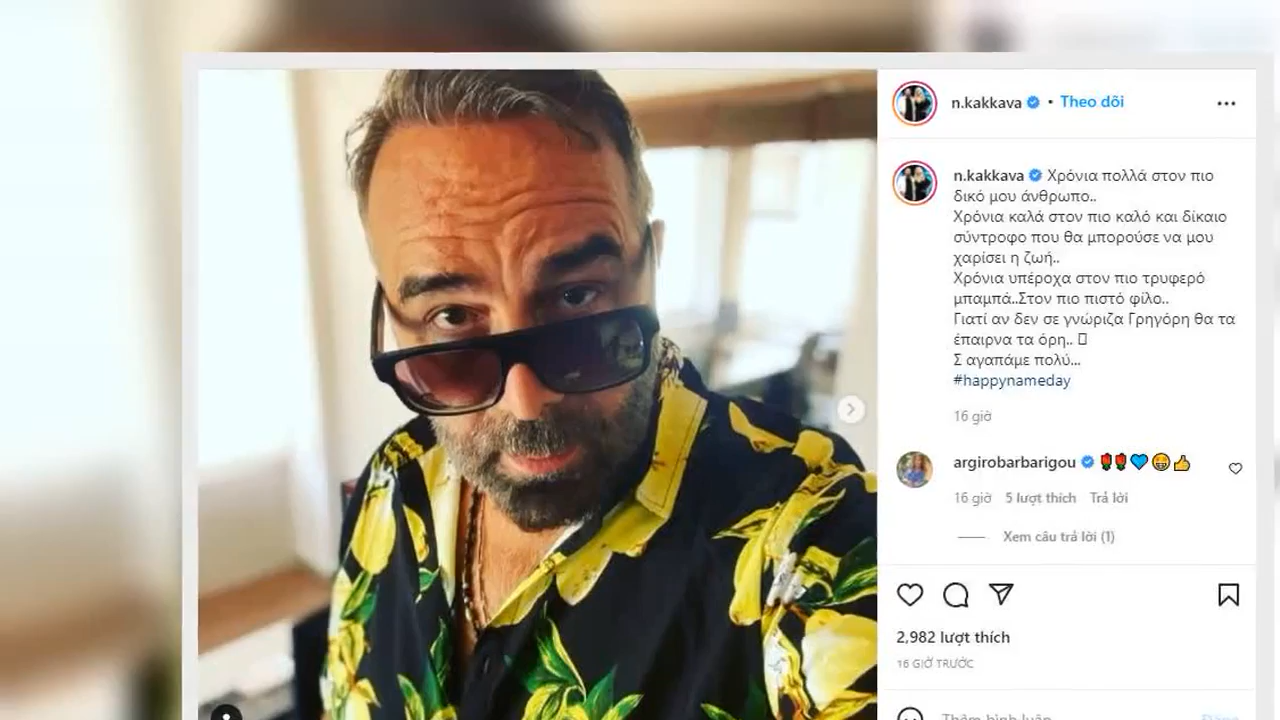 n.kakkava • Theo dõi
n.kakkava Χρόνια πολλά στον πιο
δικό μου άνθρωπο..
Χρόνια καλά στον πιο καλό και δίκαιο
σύντροφο που θα μπορούσε να μου
χαρίσει η ζωή..
Χρόνια υπέροχα στον πιο τρυφερό
μπαμπά..Στον πιο πιστό φίλο..
Γιατί αν δεν σε γνώριζα Γρηγόρη θα τα
έπαιρνα τα όρη..
Σ αγαπάμε πολύ...
#happynameday
16 giờ
argirobarbarigou 🌹🌹💙😁👍
16 giờ 5 lượt thích Trả lời
Xem câu trả lời (1)
2,982 lượt thích
16 GIỜ TRƯỚC
Thêm bình luận